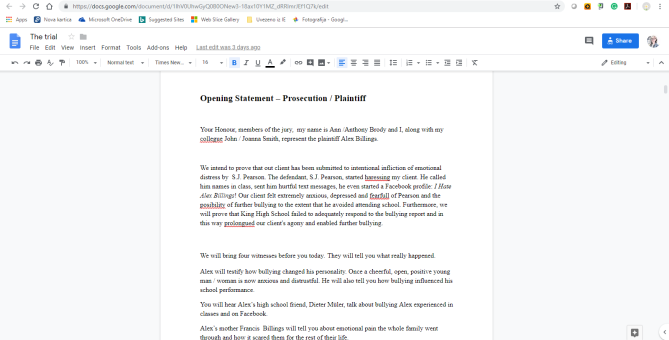 https://docs.google.com/document/d/
Apps Nova kartica Microsoft OneDrive Suggested Sites Web Slice Gallery Uvezeno iz IE Fotografija - Googl...
The trial
File Edit View Insert Format Tools Add-ons Help Last edit was 3 days ago
Share
100% Normal text Times New... 16 B I U A Editing
Opening Statement – Prosecution / Plaintiff
Your Honour, members of the jury, my name is Ann /Anthony Brody and I, along with my
collegue John / Joanna Smith, represent the plaintiff Alex Billings.
We intend to prove that out client has been submitted to intentional infliction of emotional
distress by S.J. Pearson. The defendant, S.J. Pearson, started haressing my client. He called
him names in class, sent him hurtful text messages, he even started a Facebook profile: I Hate
Alex Billings! Our client felt extremely anxious, depressed and fearfull of Pearson and the
posibility of further bullying to the extent that he avoided attending school. Furthermore, we
will prove that King High School failed to adequately respond to the bullying report and in
this way prolongued our client's agony and enabled further bullying.
We will bring four witnesses before you today. They will tell you what really happened.
Alex will testify how bullying changed his personality. Once a cheerful, open, positive young
man / woman is now anxious and distrustful. He will also tell you how bullying influenced his
school performance.
You will hear Alex's high school friend, Dieter Müler, talk about bullying Alex experienced in
classes and on Facebook.
Alex's mother Francis Billings will tell you about emotional pain the whole family went
through and how it scared them for the rest of their life.